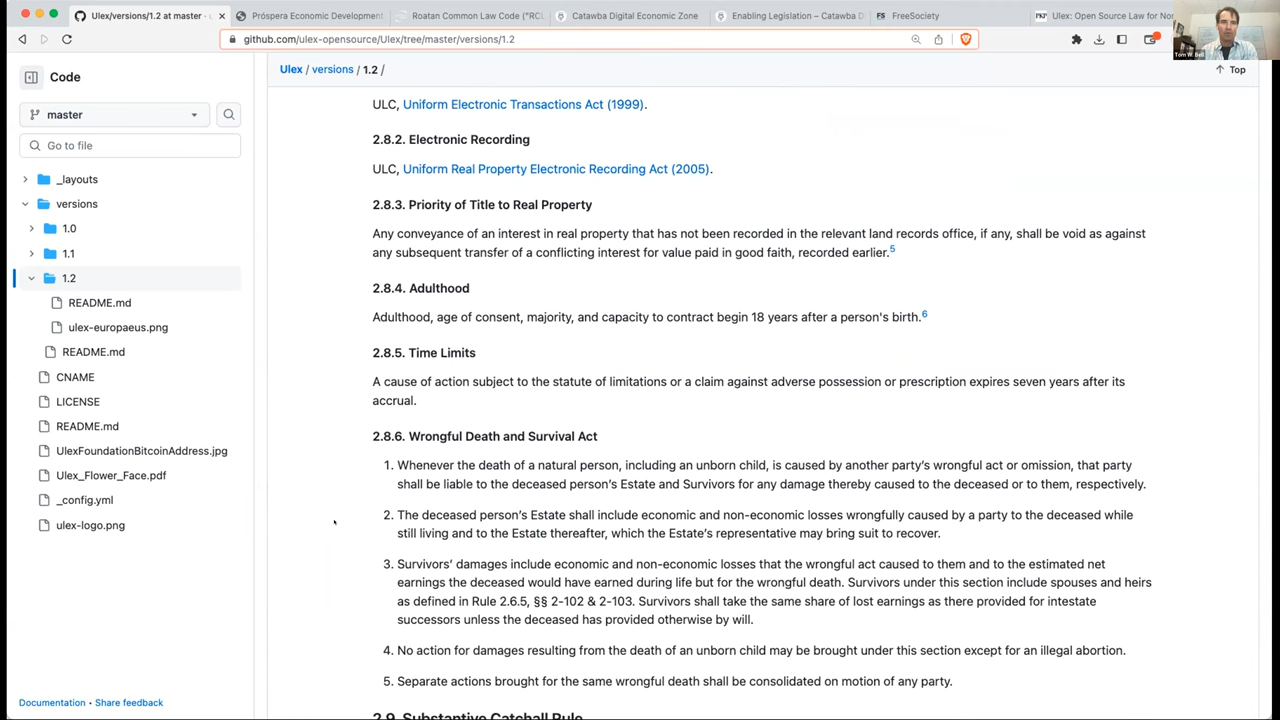 Ulex/versions/1.2 at master ·
Próspera Economic Development
Roatan Common Law Code ("RCL
Catawba Digital Economic Zone
Enabling Legislation – Catawba D
FreeSociety
Ulex: Open Source Law for Non
github.com/ulex-opensource/Ulex/tree/master/versions/1.2
Tom W. Bell
Code
Ulex / versions / 1.2 /
Top
master
Go to file
_layouts
versions
1.0
1.1
1.2
README.md
ulex-europaeus.png
README.md
CNAME
LICENSE
README.md
UlexFoundationBitcoinAddress.jpg
Ulex_Flower_Face.pdf
_config.yml
ulex-logo.png
Documentation • Share feedback
ULC, Uniform Electronic Transactions Act (1999).
2.8.2. Electronic Recording
ULC, Uniform Real Property Electronic Recording Act (2005).
2.8.3. Priority of Title to Real Property
Any conveyance of an interest in real property that has not been recorded in the relevant land records office, if any, shall be void as against
any subsequent transfer of a conflicting interest for value paid in good faith, recorded earlier.5
2.8.4. Adulthood
Adulthood, age of consent, majority, and capacity to contract begin 18 years after a person's birth.6
2.8.5. Time Limits
A cause of action subject to the statute of limitations or a claim against adverse possession or prescription expires seven years after its
accrual.
2.8.6. Wrongful Death and Survival Act
1. Whenever the death of a natural person, including an unborn child, is caused by another party's wrongful act or omission, that party
shall be liable to the deceased person's Estate and Survivors for any damage thereby caused to the deceased or to them, respectively.
2. The deceased person's Estate shall include economic and non-economic losses wrongfully caused by a party to the deceased while
still living and to the Estate thereafter, which the Estate's representative may bring suit to recover.
3. Survivors' damages include economic and non-economic losses that the wrongful act caused to them and to the estimated net
earnings the deceased would have earned during life but for the wrongful death. Survivors under this section include spouses and heirs
as defined in Rule 2.6.5, §§ 2-102 & 2-103. Survivors shall take the same share of lost earnings as there provided for intestate
successors unless the deceased has provided otherwise by will.
4. No action for damages resulting from the death of an unborn child may be brought under this section except for an illegal abortion.
5. Separate actions brought for the same wrongful death shall be consolidated on motion of any party.
2.9. Substantive Catchall Rule